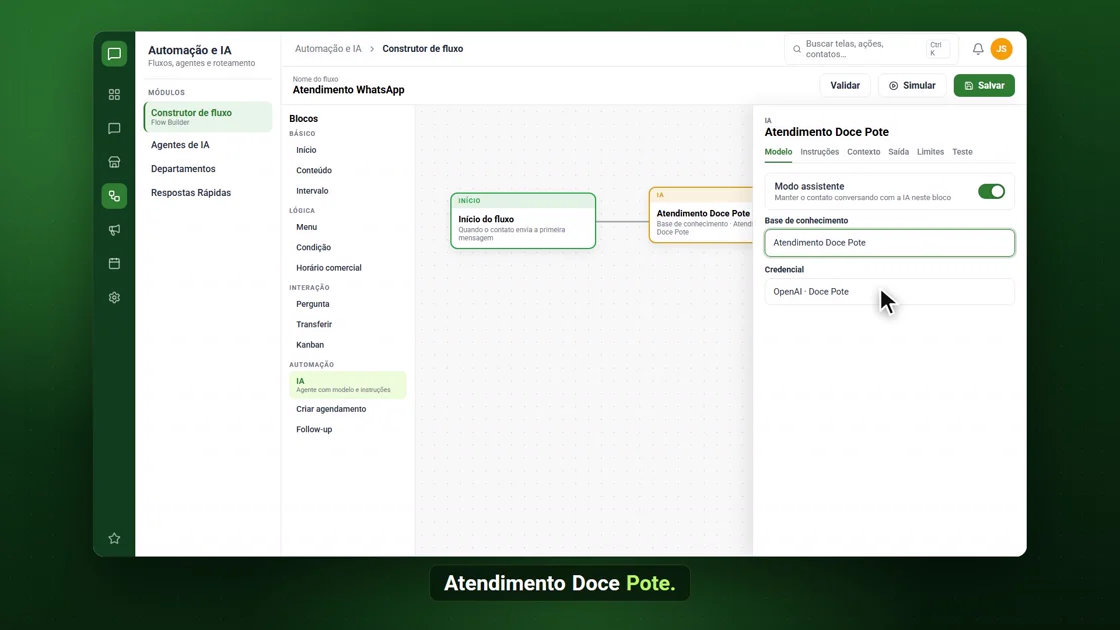 Automação e IA
Fluxos, agentes e roteamento
MÓDULOS
Construtor de fluxo
Flow Builder
Agentes de IA
Departamentos
Respostas Rápidas
Automação e IA > Construtor de fluxo
Buscar telas, ações,
contatos...
Ctrl
K
JS
Nome do fluxo
Atendimento WhatsApp
Validar
Simular
Salvar
Blocos
BÁSICO
Início
Conteúdo
Intervalo
LÓGICA
Menu
Condição
Horário comercial
INTERAÇÃO
Pergunta
Transferir
Kanban
AUTOMAÇÃO
IA
Agente com modelo e instruções
Criar agendamento
Follow-up
INÍCIO
Início do fluxo
Quando o contato envia a primeira
mensagem
IA
Atendimento Doce Pote
Base de conhecimento · Atend
Doce Pote
IA
Atendimento Doce Pote
Modelo Instruções Contexto Saída Limites Teste
Modo assistente
Manter o contato conversando com a IA neste bloco
Base de conhecimento
Atendimento Doce Pote
Credencial
OpenAI · Doce Pote
Atendimento Doce Pote.